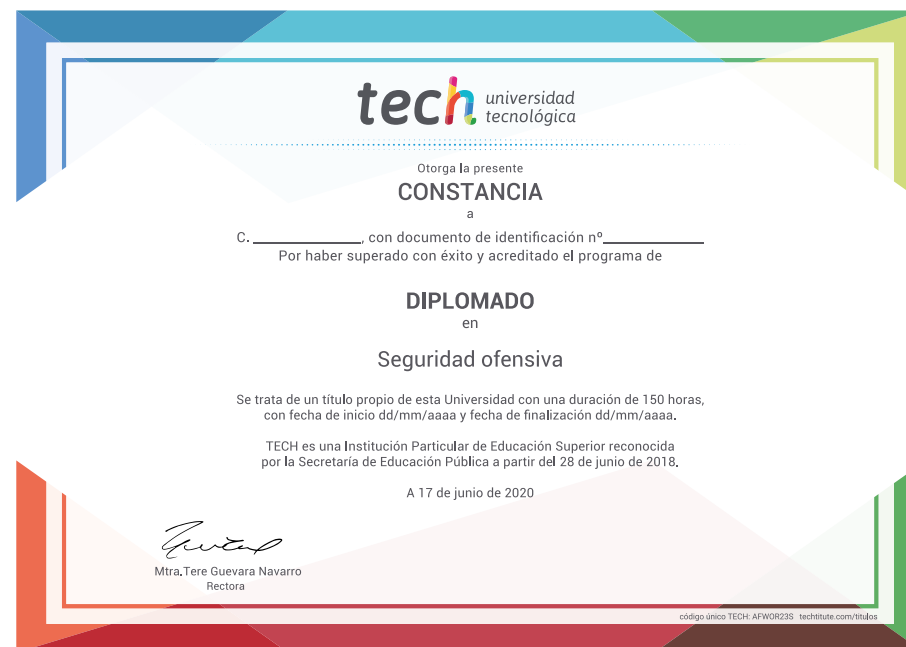 tech universidad
tecnológica
Otorga la presente
CONSTANCIA
a
C. ____________, con documento de identificación nº____________
Por haber superado con éxito y acreditado el programa de
DIPLOMADO
en
Seguridad ofensiva
Se trata de un título propio de esta Universidad con una duración de 150 horas,
con fecha de inicio dd/mm/aaaa y fecha de finalización dd/mm/aaaa.
TECH es una Institución Particular de Educación Superior reconocida
por la Secretaría de Educación Pública a partir del 28 de junio de 2018.
A 17 de junio de 2020
Mtra.Tere Guevara Navarro
Rectora
código único TECH: AFWOR23S techtitute.com/titulos